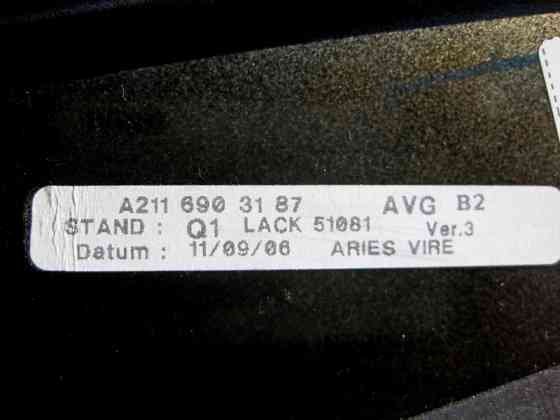 A211 690 31 87 AVG B2
STAND : Q1 LACK 51081 Ver.3
Datum : 11/09/06 ARIES VIRE